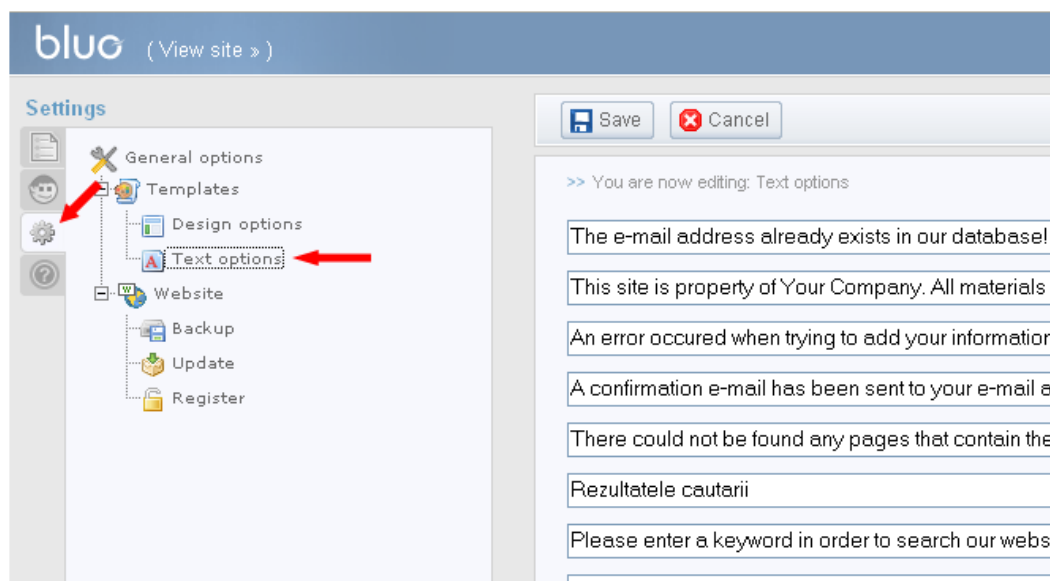 bluo ( View site » )
Settings
General options
Templates
Design options
Text options
Website
Backup
Update
Register
Save Cancel
>> You are now editing: Text options
The e-mail address already exists in our database!
This site is property of Your Company. All materials
An error occured when trying to add your information
A confirmation e-mail has been sent to your e-mail a
There could not be found any pages that contain the
Rezultatele cautarii
Please enter a keyword in order to search our webs